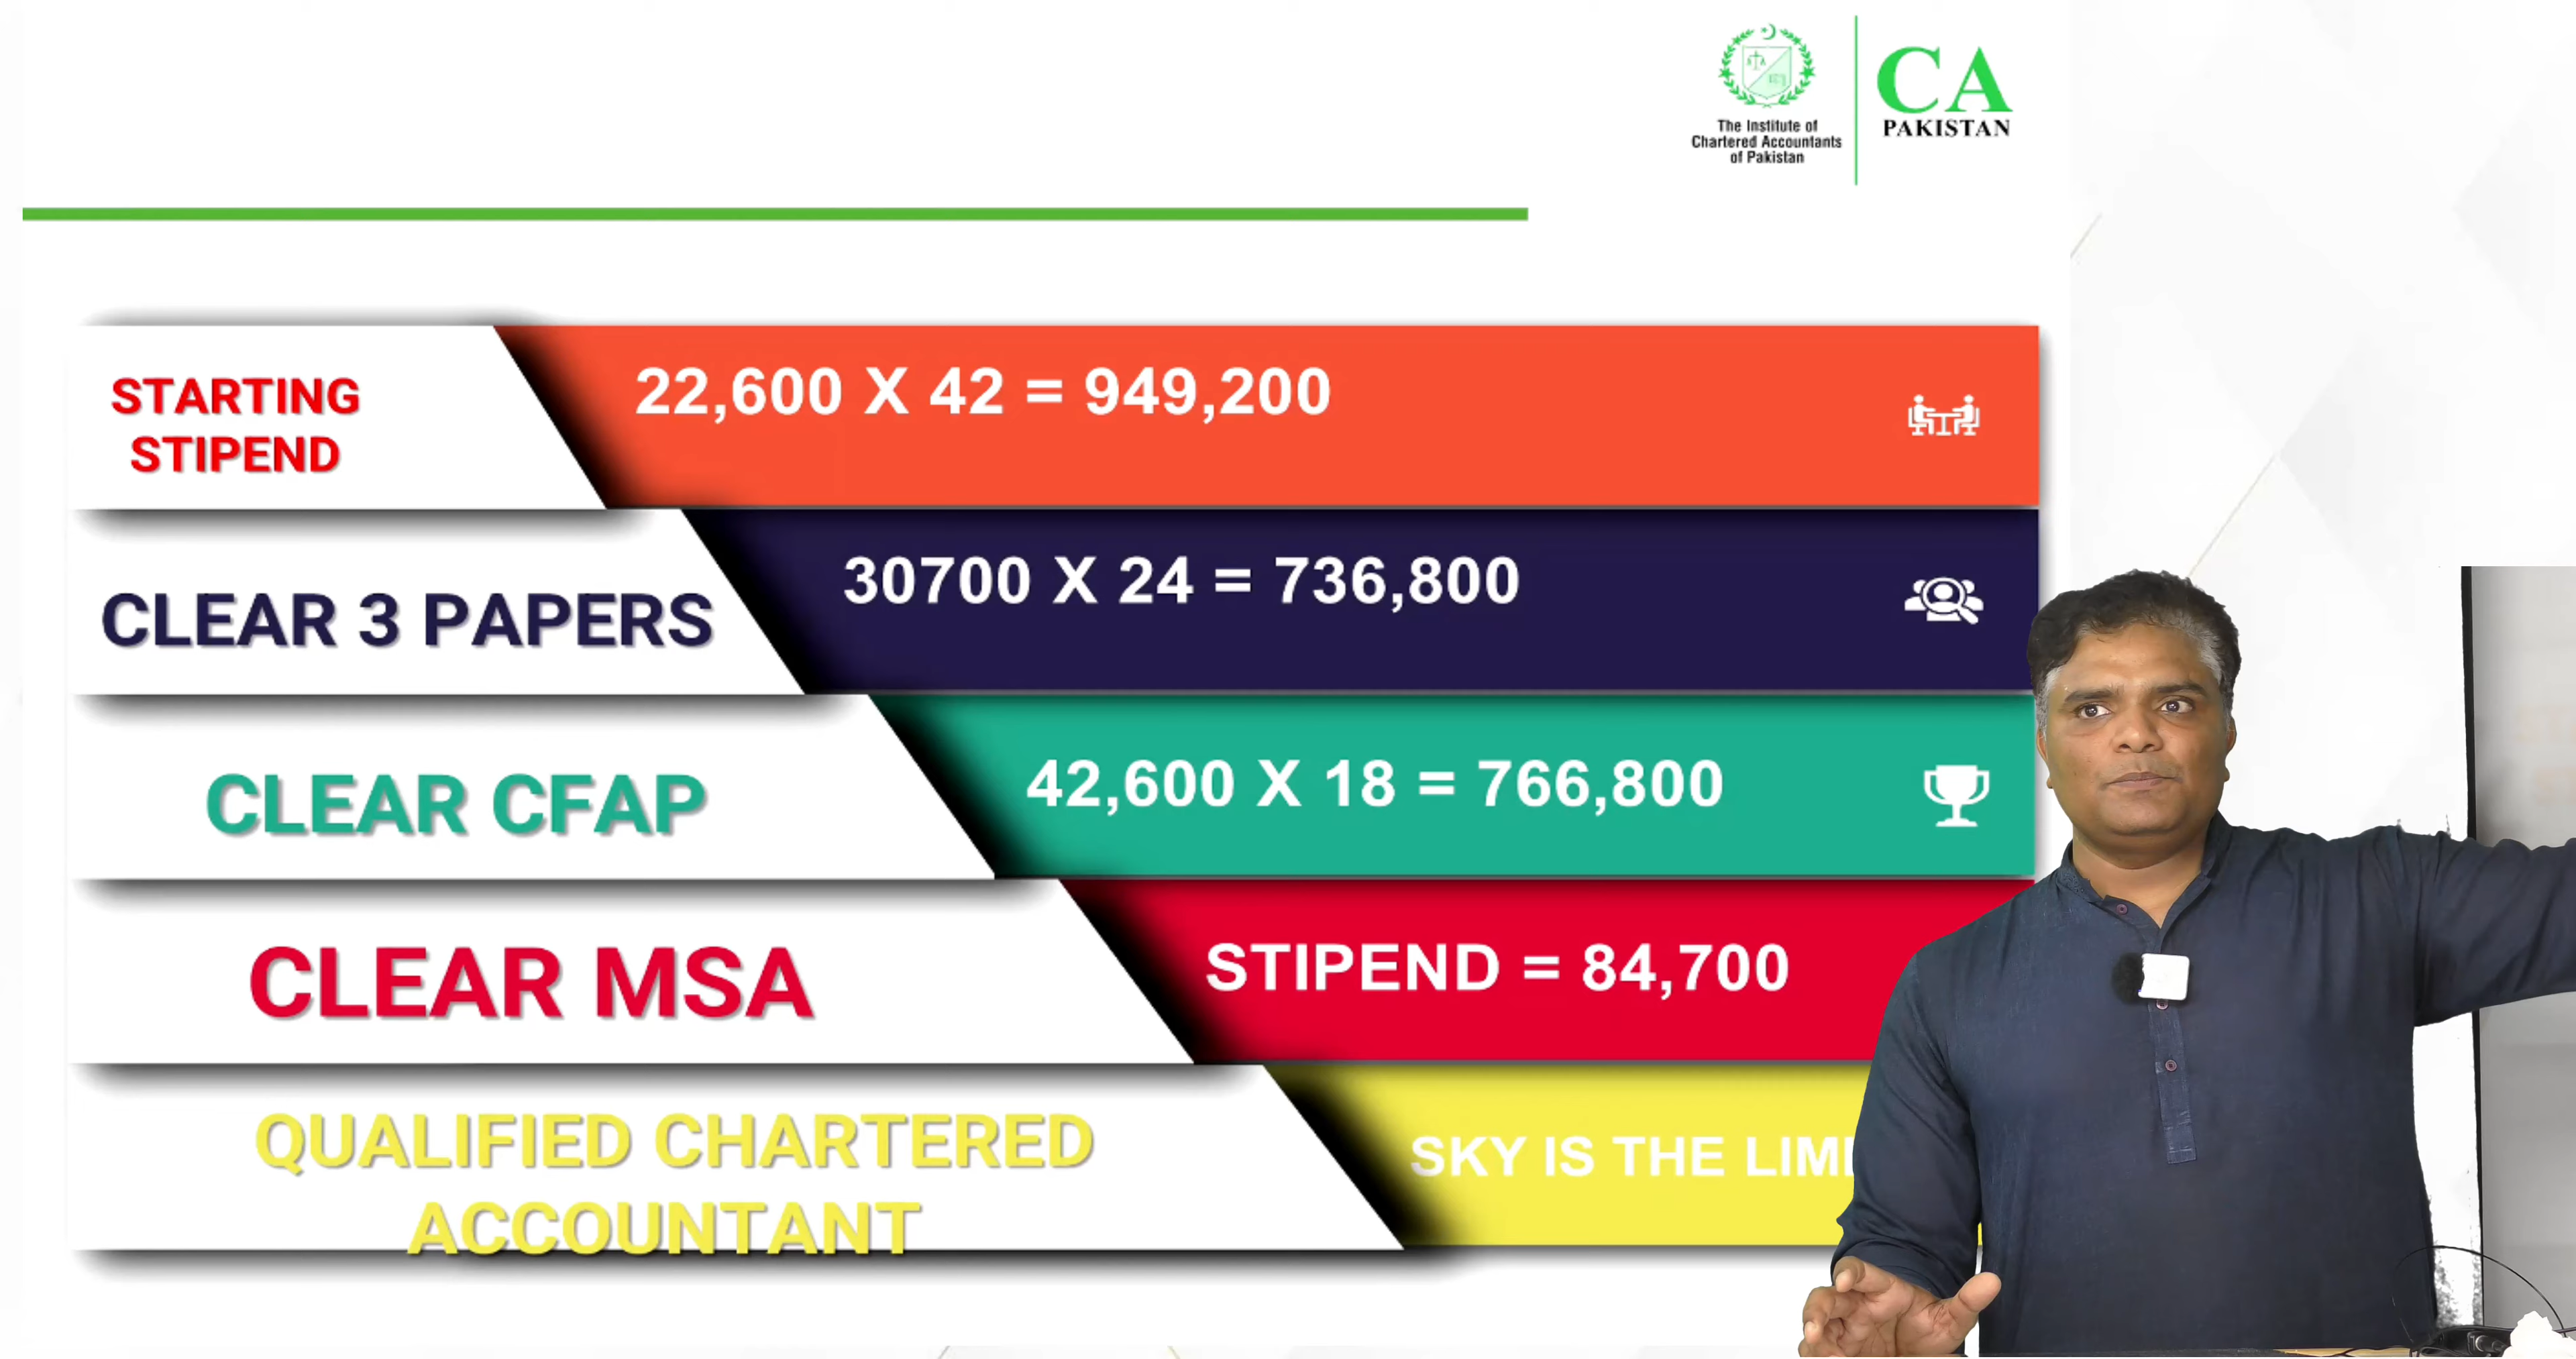 The Institute of
Chartered Accountants
of Pakistan
CA
PAKISTAN
STARTING
STIPEND
22,600 X 42 = 949,200
CLEAR 3 PAPERS
30700 X 24 = 736,800
CLEAR CFAP
42,600 X 18 = 766,800
CLEAR MSA
STIPEND = 84,700
QUALIFIED CHARTERED
ACCOUNTANT
SKY IS THE